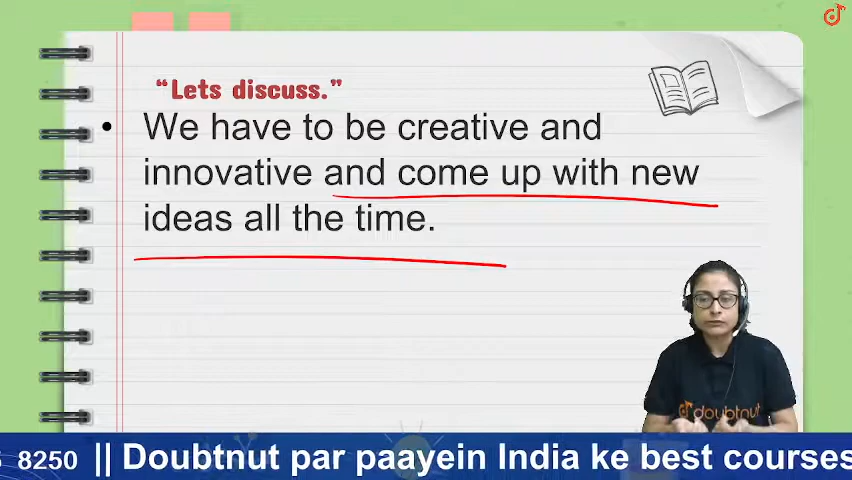 “Lets discuss.”
• We have to be creative and
innovative and come up with new
ideas all the time.
doubtnut
8250 || Doubtnut par paayein India ke best courses